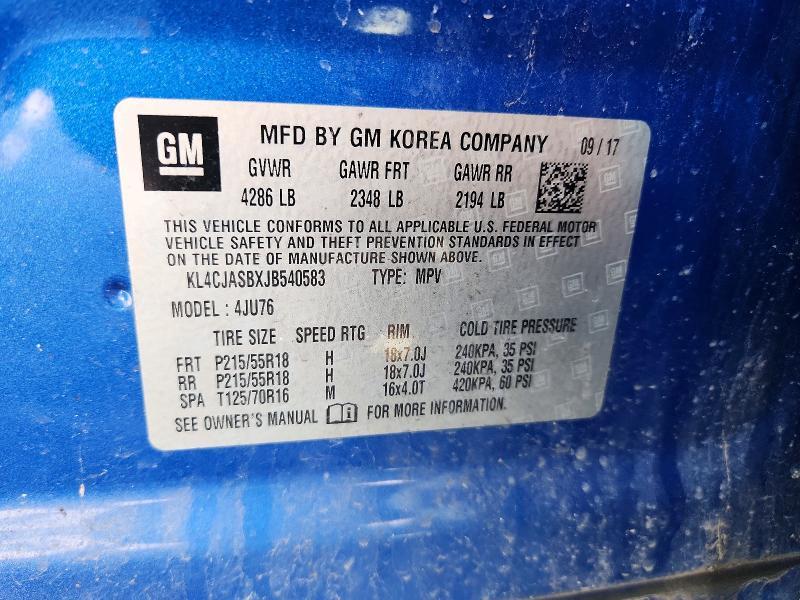 GM
MFD BY GM KOREA COMPANY 09 / 17
GVWR GAWR FRT GAWR RR
4286 LB 2348 LB 2194 LB
THIS VEHICLE CONFORMS TO ALL APPLICABLE U.S. FEDERAL MOTOR
VEHICLE SAFETY AND THEFT PREVENTION STANDARDS IN EFFECT
ON THE DATE OF MANUFACTURE SHOWN ABOVE.
KL4CJASBXJB540583 TYPE: MPV
MODEL : 4JU76
TIRE SIZE SPEED RTG RIM COLD TIRE PRESSURE
FRT P215/55R18 H 18x7.0J 240KPA, 35 PSI
RR P215/55R18 H 18x7.0J 240KPA, 35 PSI
SPA T125/70R16 M 16x4.0T 420KPA, 60 PSI
SEE OWNER'S MANUAL FOR MORE INFORMATION.